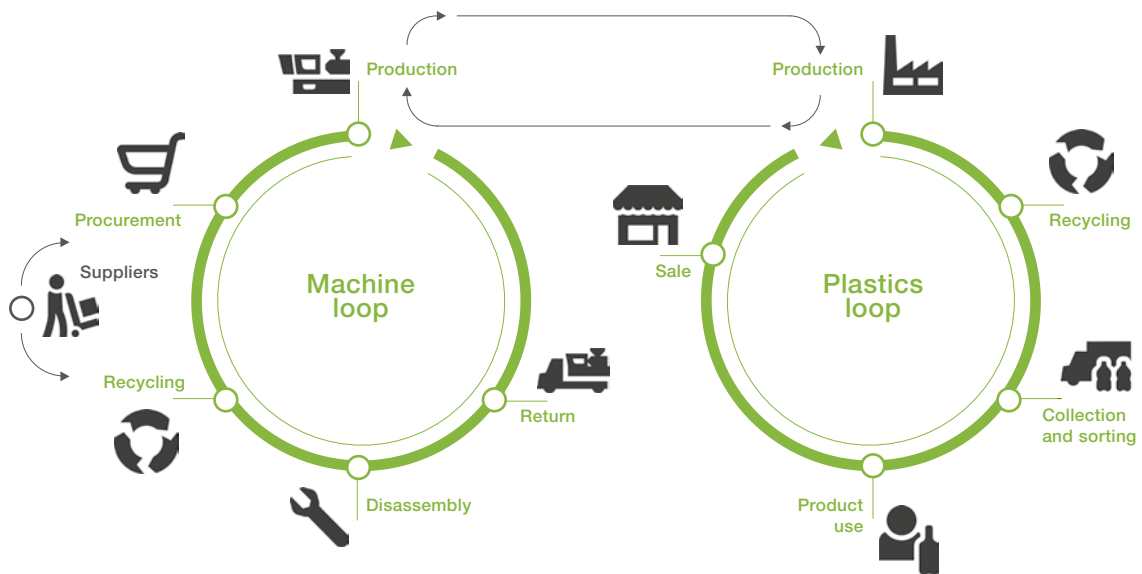 Production
Production
Procurement
Recycling
Suppliers
Sale
Machine
loop
Plastics
loop
Recycling
Return
Collection
and sorting
Disassembly
Product
use